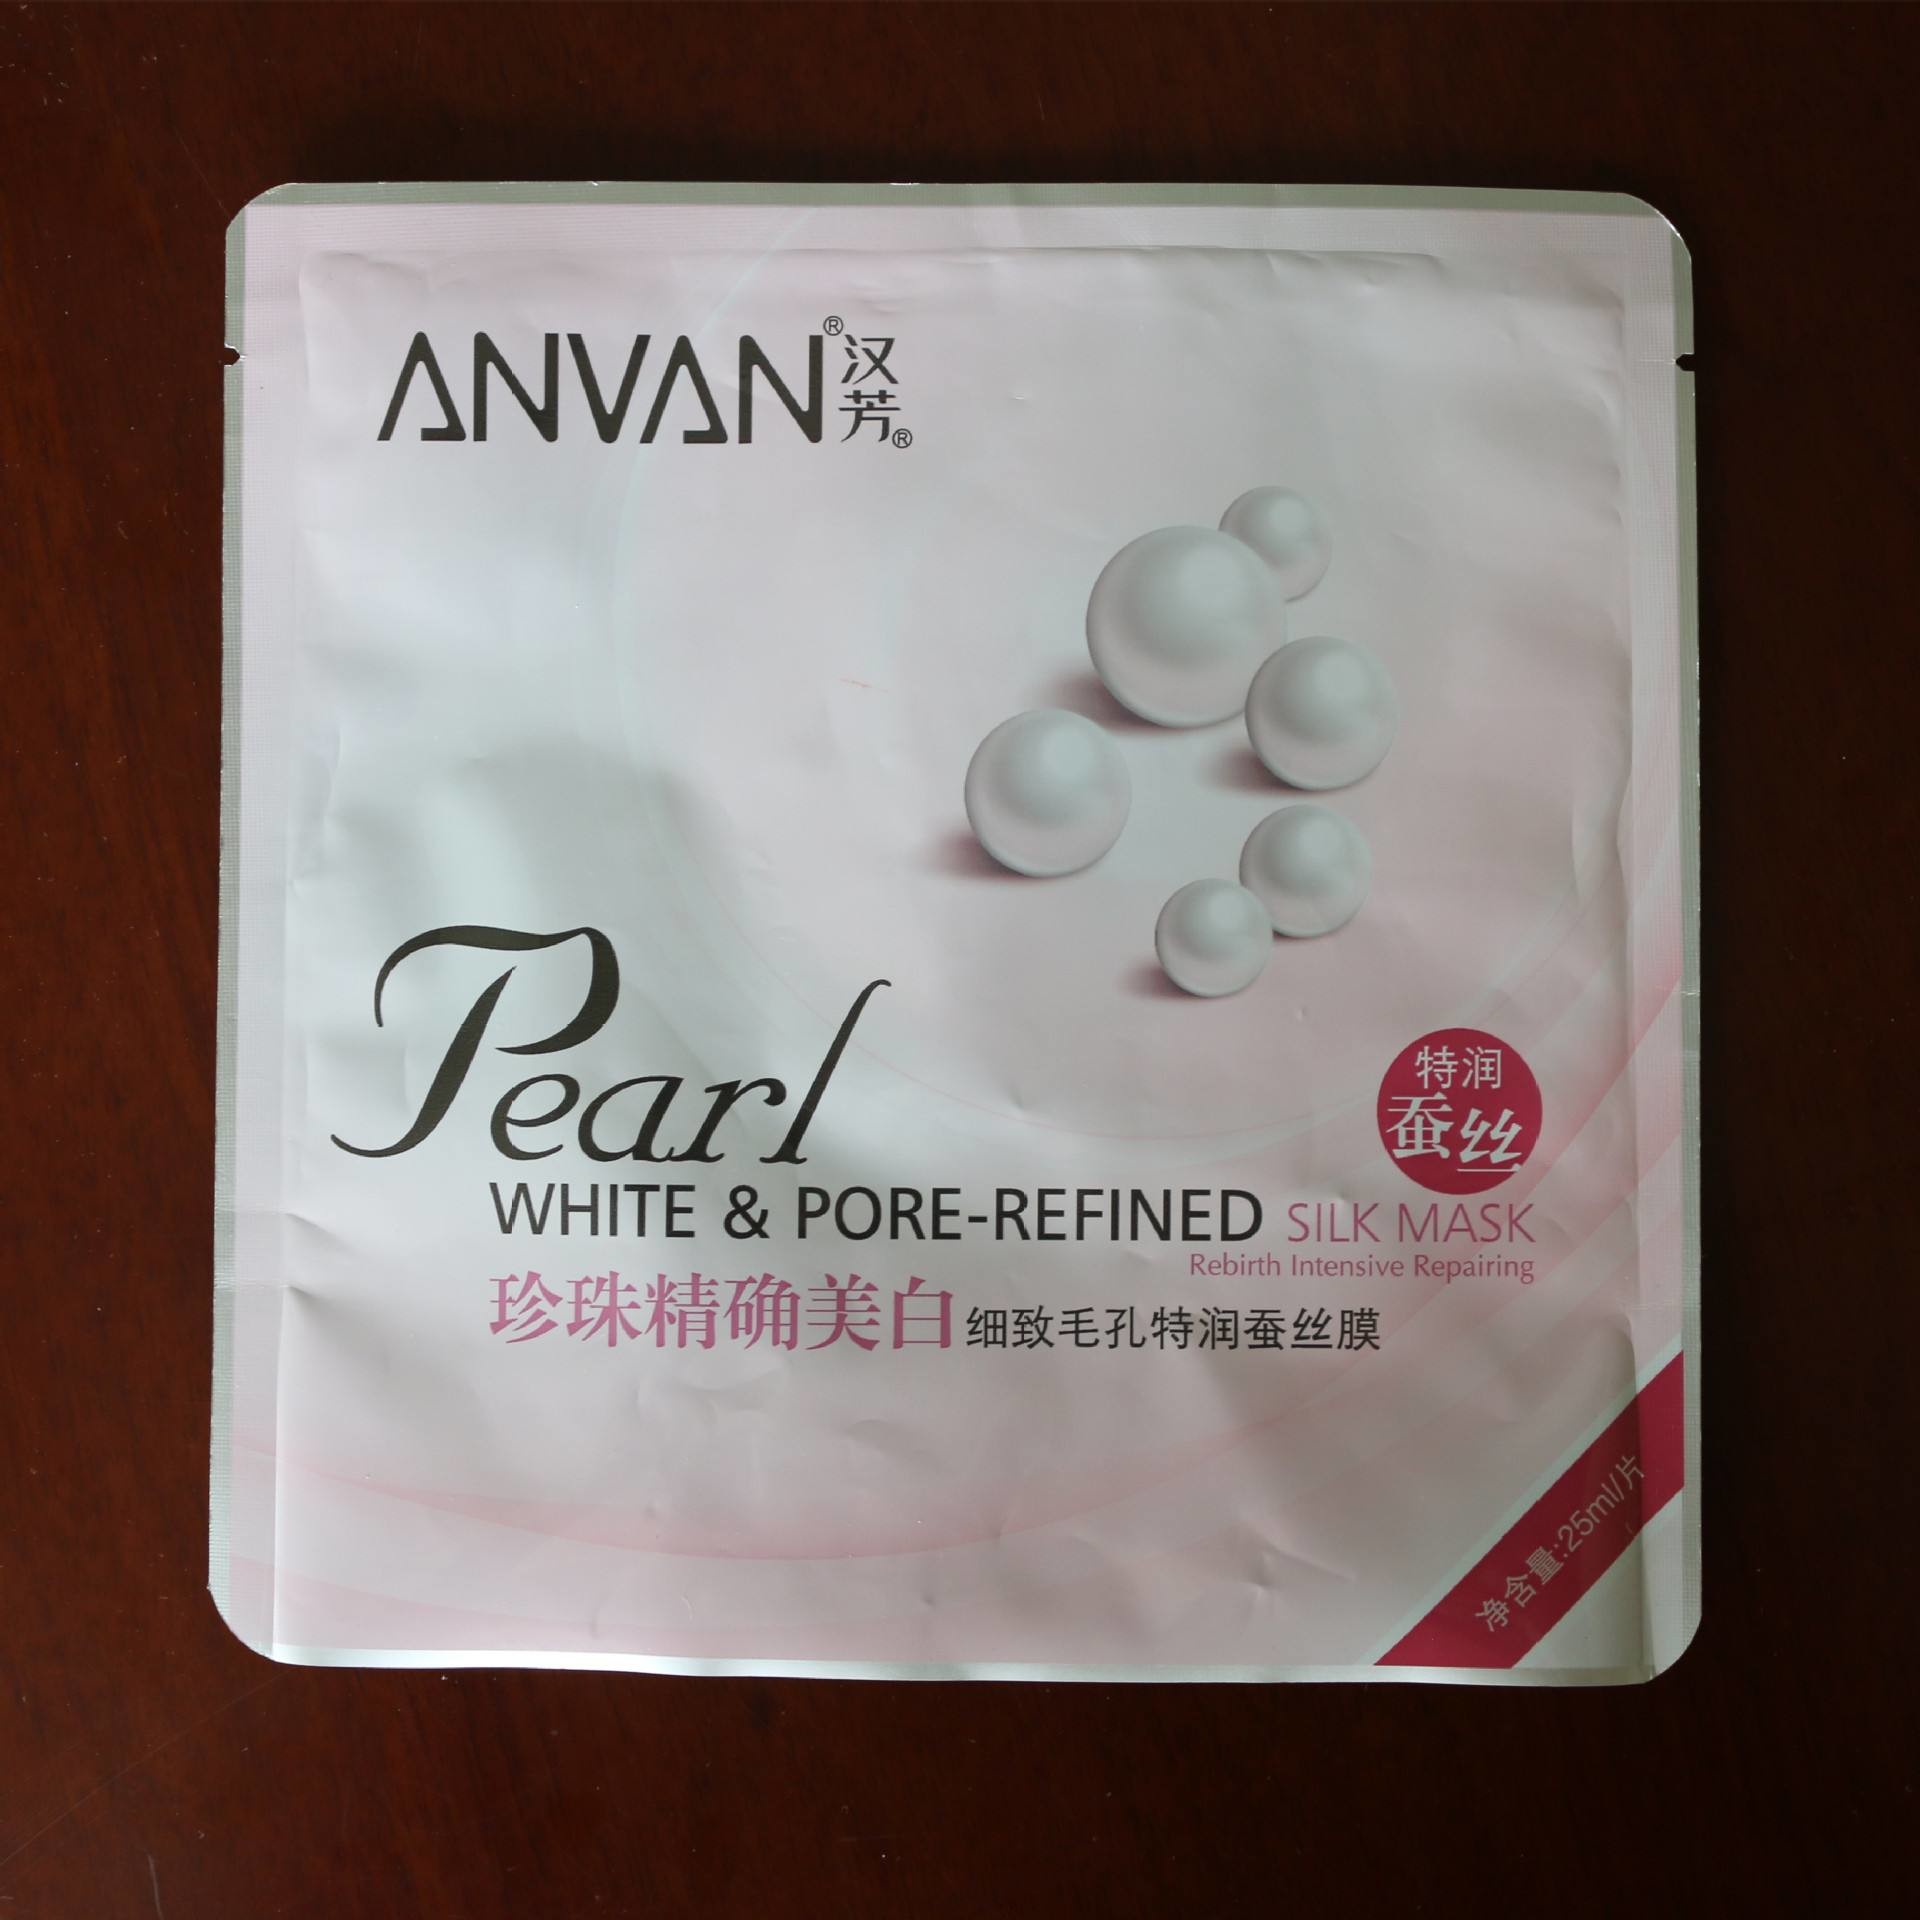 ANVAN®
汉芳®
Pearl
特润
蚕丝
WHITE & PORE-REFINED SILK MASK
Rebirth Intensive Repairing
珍珠精确美白细致毛孔特润蚕丝膜
净含量:25ml/片